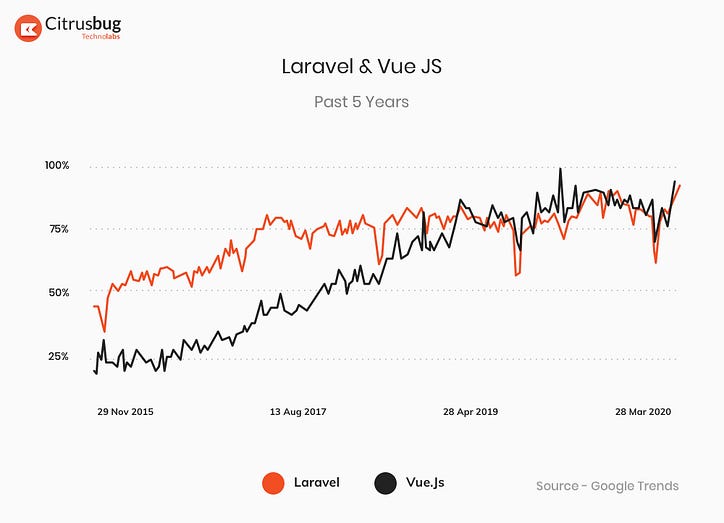 Citrusbug
Technolabs
Laravel & Vue JS
Past 5 Years
100%
75%
50%
25%
29 Nov 2015 13 Aug 2017 28 Apr 2019 28 Mar 2020
Laravel Vue.Js
Source - Google Trends